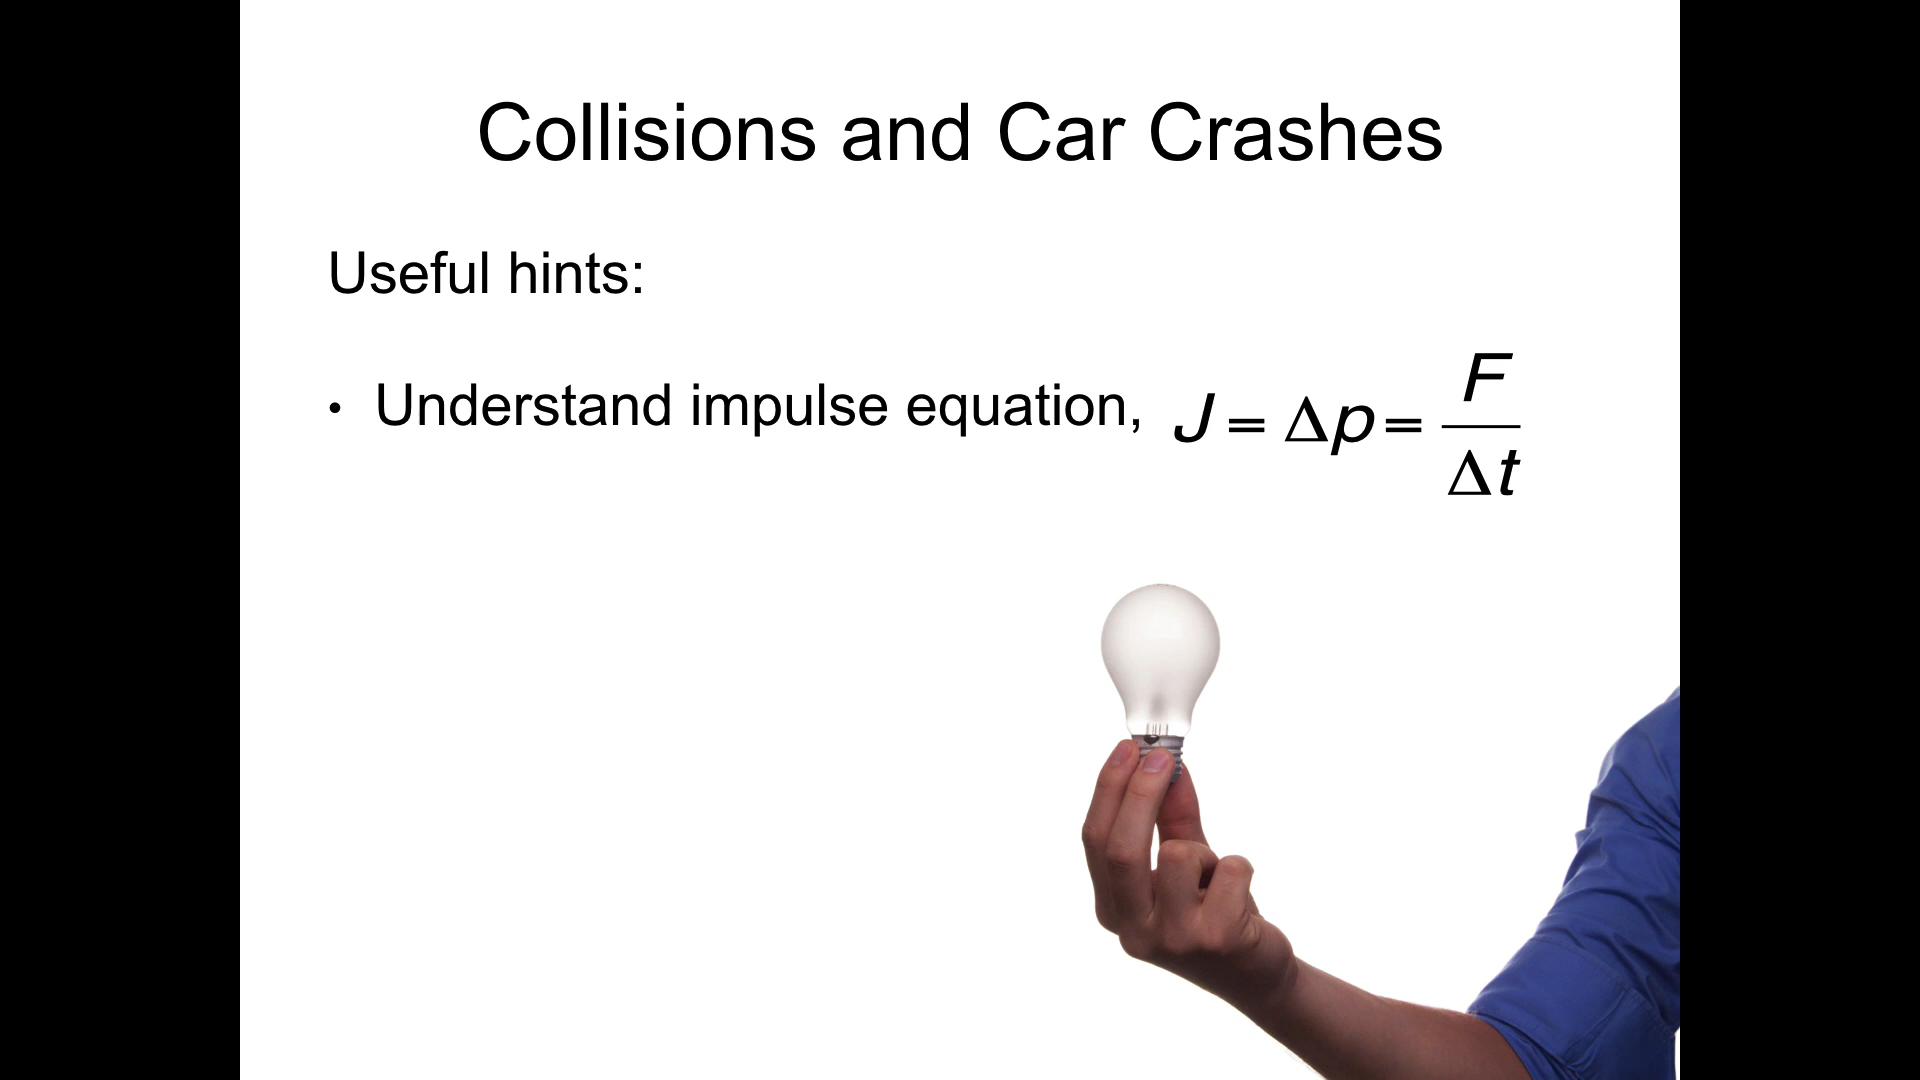 Collisions and Car Crashes
Useful hints:
• Understand impulse equation, J = Δp = F/Δt